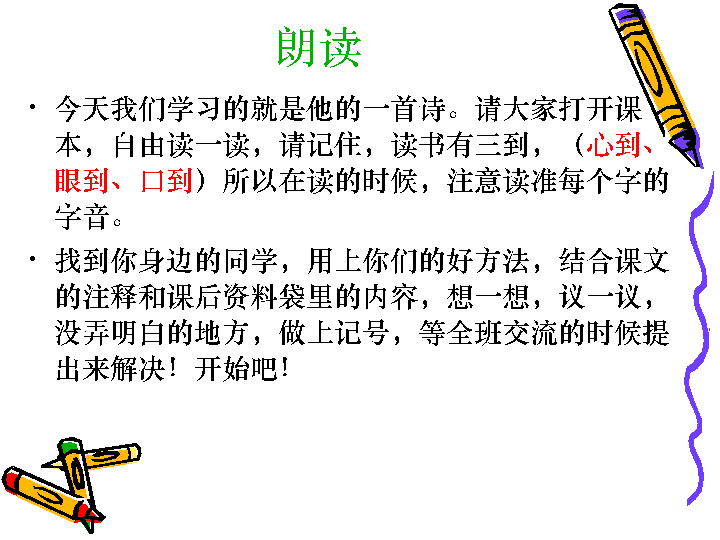 朗读
• 今天我们学习的就是他的一首诗。请大家打开课
本，自由读一读，请记住，读书有三到，（心到、
眼到、口到）所以在读的时候，注意读准每个字的
字音。
• 找到你身边的同学，用上你们的好方法，结合课文
的注释和课后资料袋里的内容，想一想，议一议，
没弄明白的地方，做上记号，等全班交流的时候提
出来解决！开始吧！